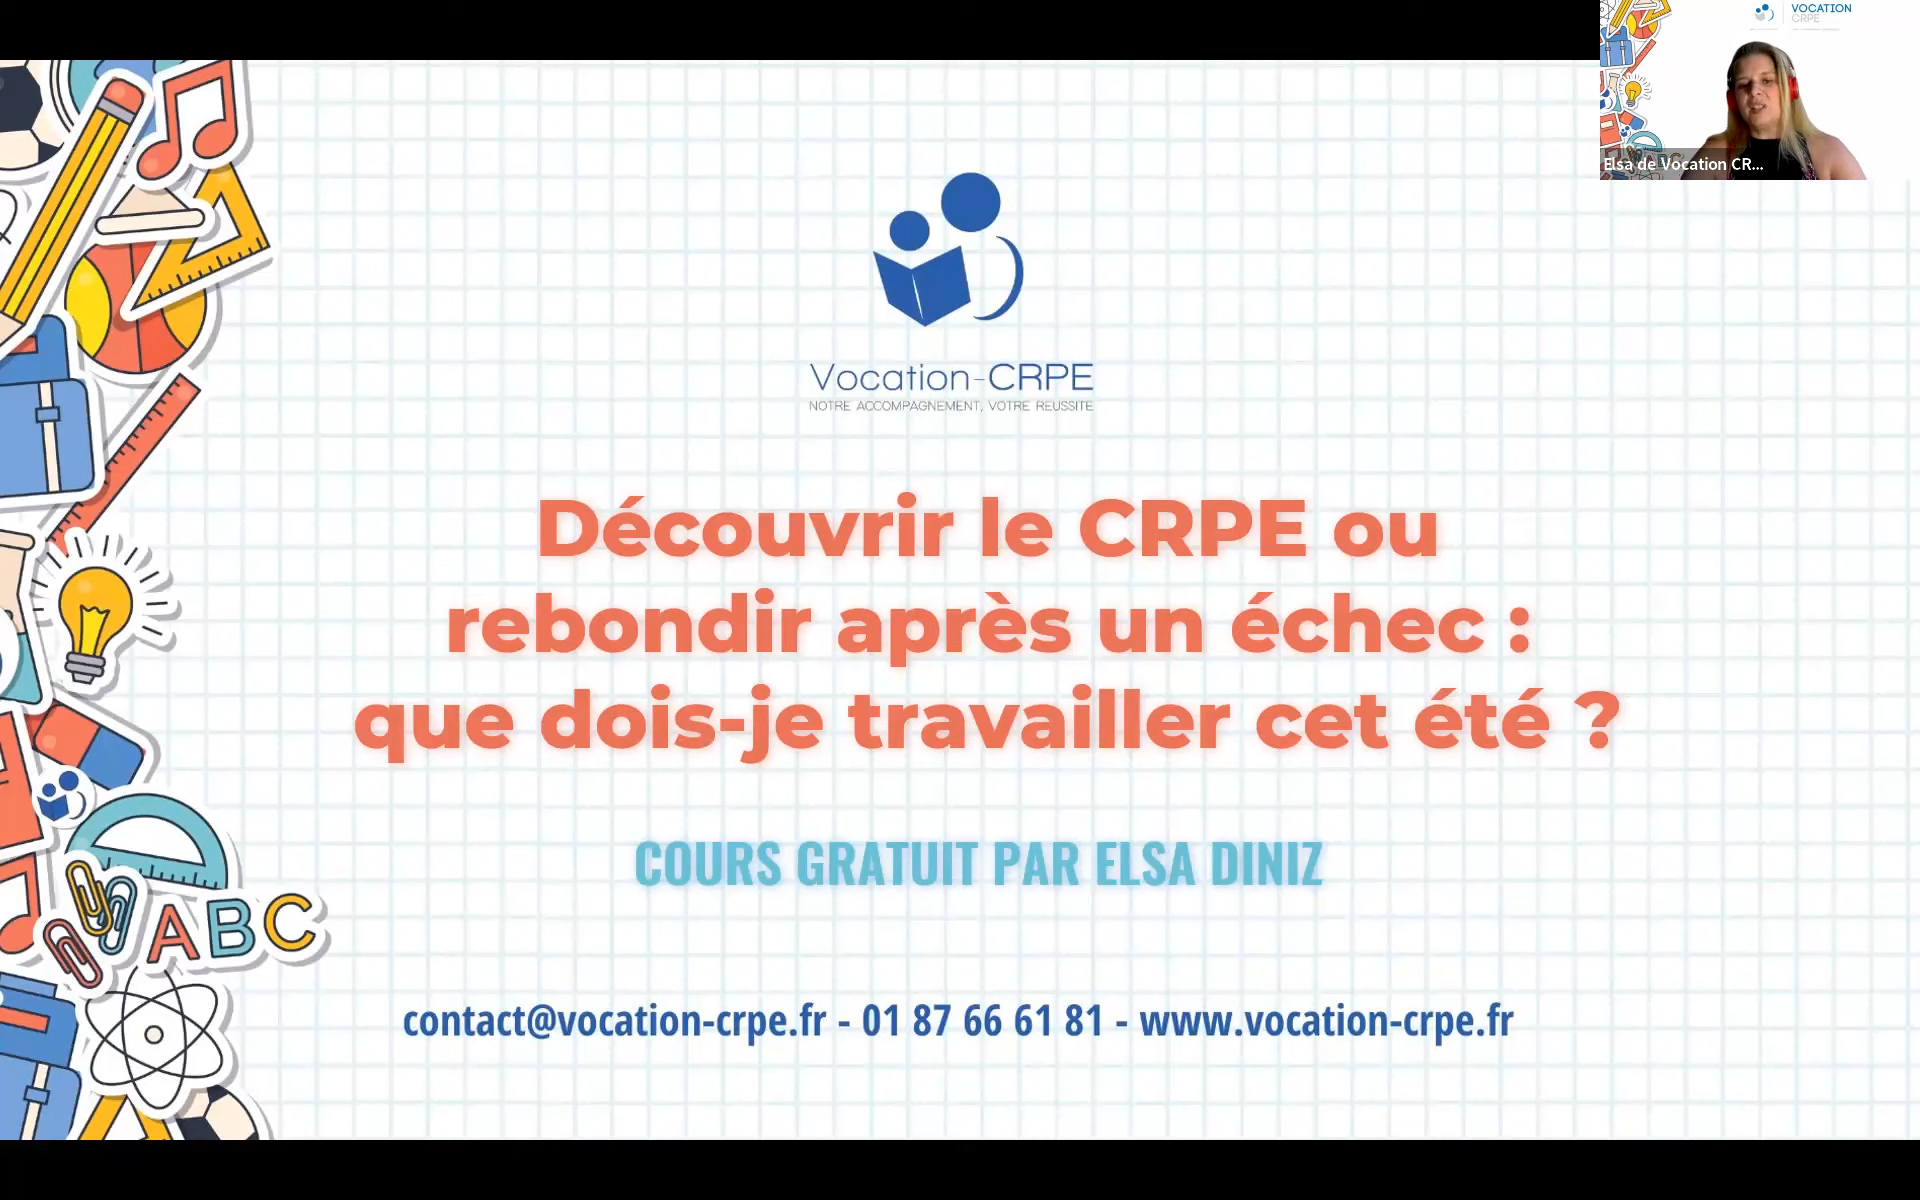 VOCATION
CRPE
Elsa de Vocation CR...
Vocation-CRPE
NOTRE ACCOMPAGNEMENT, VOTRE REUSSITE
Découvrir le CRPE ou
rebondir après un échec :
que dois-je travailler cet été ?
COURS GRATUIT PAR ELSA DINIZ
ABC
contact@vocation-crpe.fr - 01 87 66 61 81 - www.vocation-crpe.fr